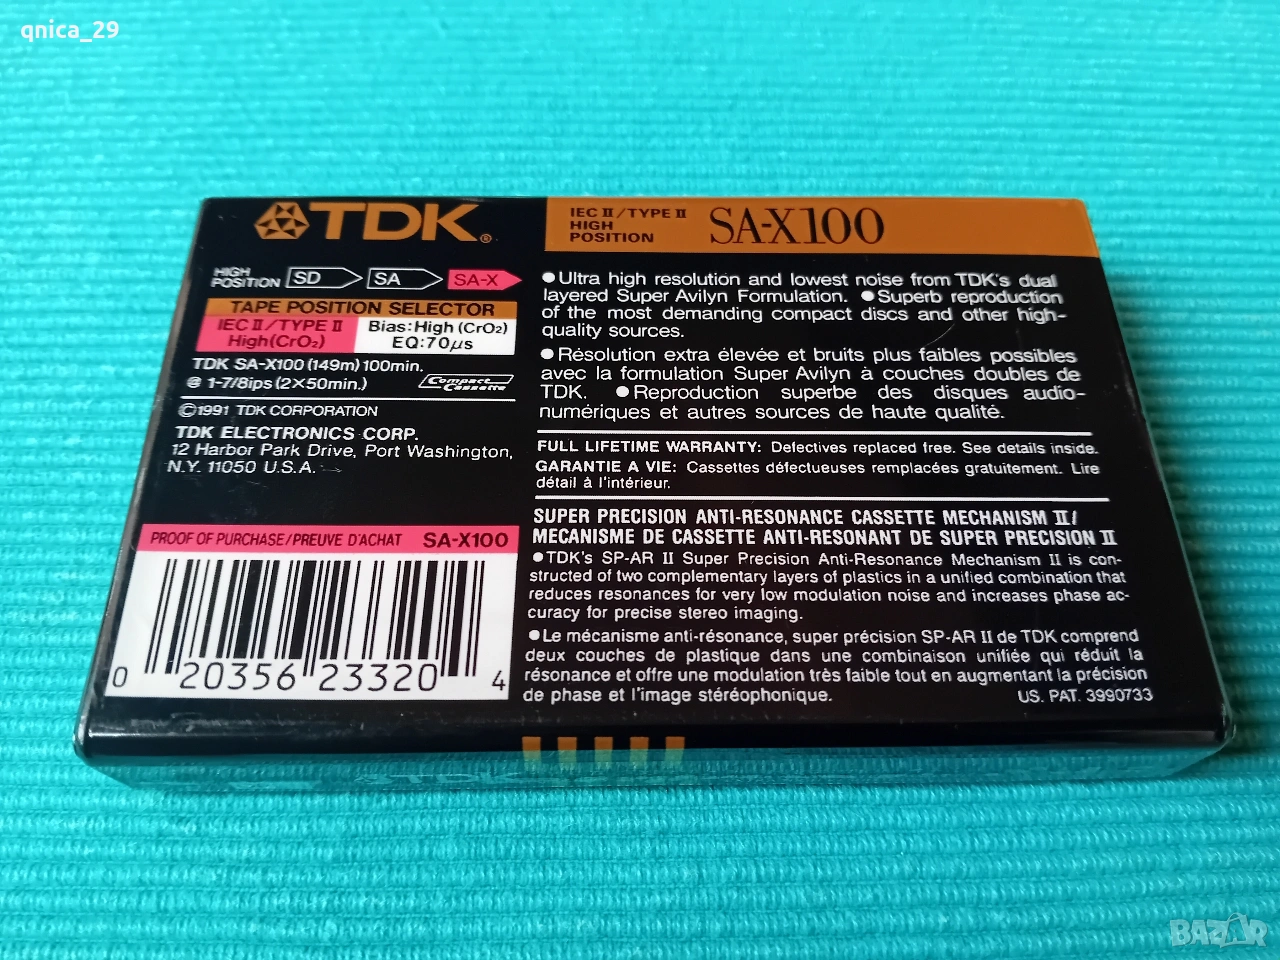 qnica_29
TDK®
IEC II/TYPE II
HIGH
POSITION
SA-X100
HIGH
POSITION
SD
SA
SA-X
TAPE POSITION SELECTOR
IEC II/TYPE II
High(CrO₂)
Bias:High (CrO₂)
EQ:70µs
TDK SA-X100 (149m) 100min.
@ 1-7/8ips (2×50min.)
Compact
Cassette
©1991 TDK CORPORATION
TDK ELECTRONICS CORP.
12 Harbor Park Drive, Port Washington,
N.Y. 11050 U.S.A.
PROOF OF PURCHASE/PREUVE D'ACHAT SA-X100
0 20356 23320 4
●Ultra high resolution and lowest noise from TDK's dual
layered Super Avilyn Formulation. ●Superb reproduction
of the most demanding compact discs and other high-
quality sources.
●Résolution extra élevée et bruits plus faibles possibles
avec la formulation Super Avilyn à couches doubles de
TDK. ●Reproduction superbe des disques audio-
numériques et autres sources de haute qualité.
FULL LIFETIME WARRANTY: Defectives replaced free. See details inside.
GARANTIE A VIE: Cassettes défectueuses remplacées gratuitement. Lire
détail à l'intérieur.
SUPER PRECISION ANTI-RESONANCE CASSETTE MECHANISM II/
MECANISME DE CASSETTE ANTI-RESONANT DE SUPER PRECISION II
●TDK's SP-AR II Super Precision Anti-Resonance Mechanism II is con-
structed of two complementary layers of plastics in a unified combination that
reduces resonances for very low modulation noise and increases phase ac-
curacy for precise stereo imaging.
●Le mécanisme anti-résonance, super précision SP-AR II de TDK comprend
deux couches de plastique dans une combinaison unifiée qui réduit la
résonance et offre une modulation très faible tout en augmentant la précision
de phase et l'image stéréophonique.
US. PAT. 3990733
TDK
BAZAR